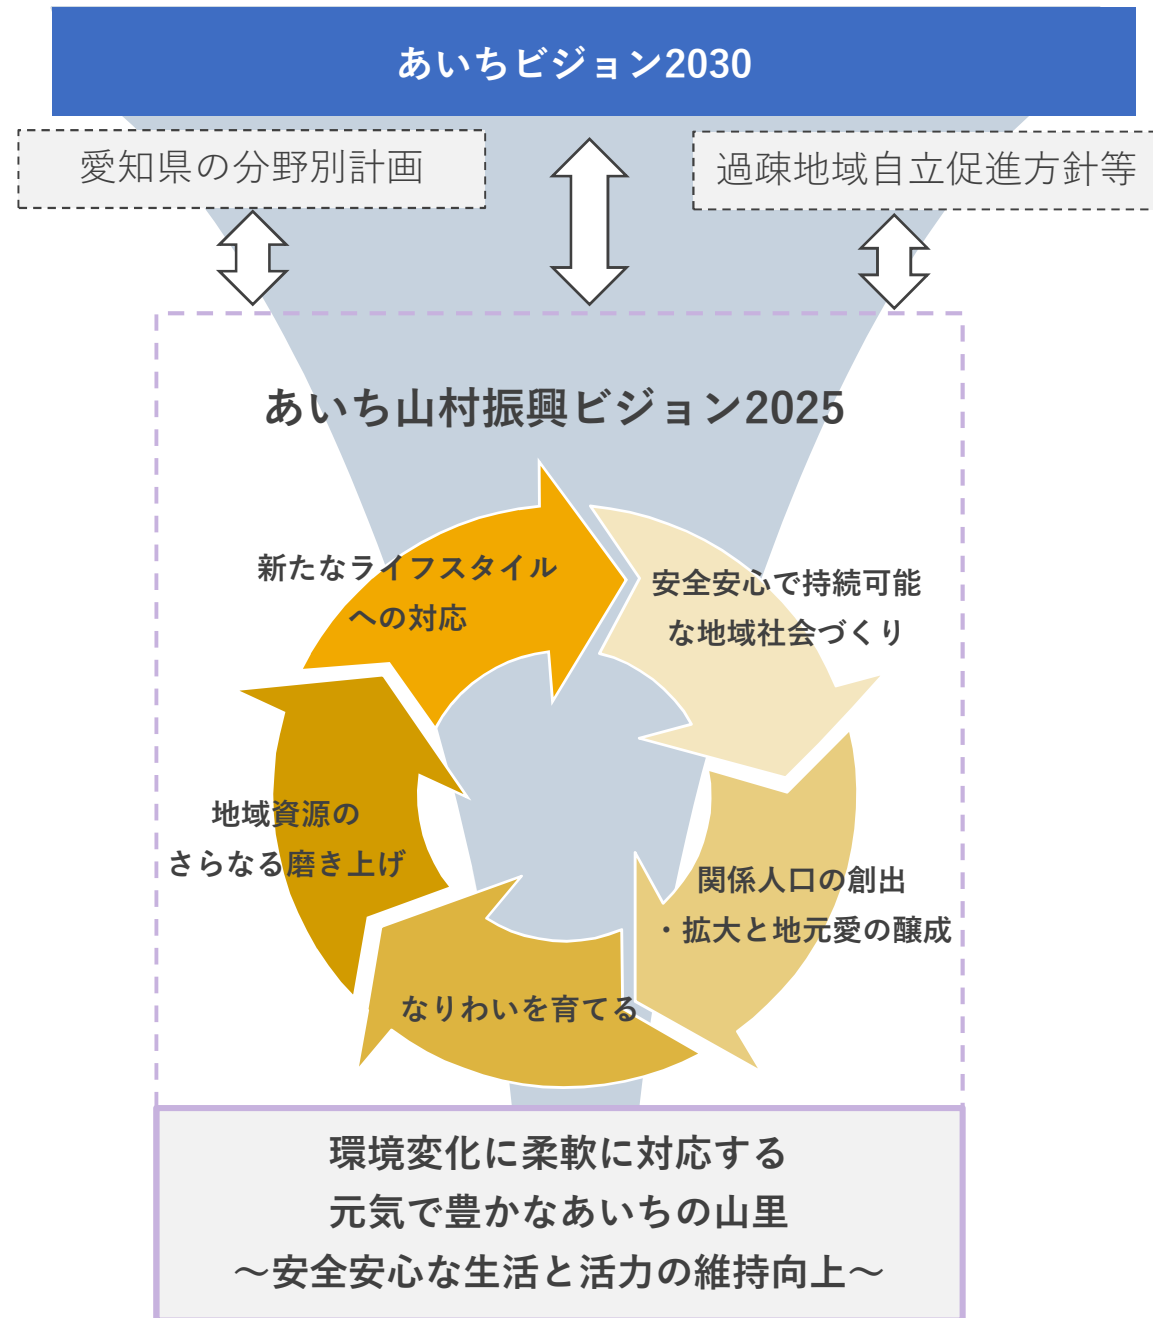 あいちビジョン2030
愛知県の分野別計画
過疎地域自立促進方針等
あいち山村振興ビジョン2025
新たなライフスタイル
への対応
安全安心で持続可能
な地域社会づくり
関係人口の創出
・拡大と地元愛の醸成
なりわいを育てる
地域資源の
さらなる磨き上げ
環境変化に柔軟に対応する
元気で豊かなあいちの山里
～安全安心な生活と活力の維持向上～